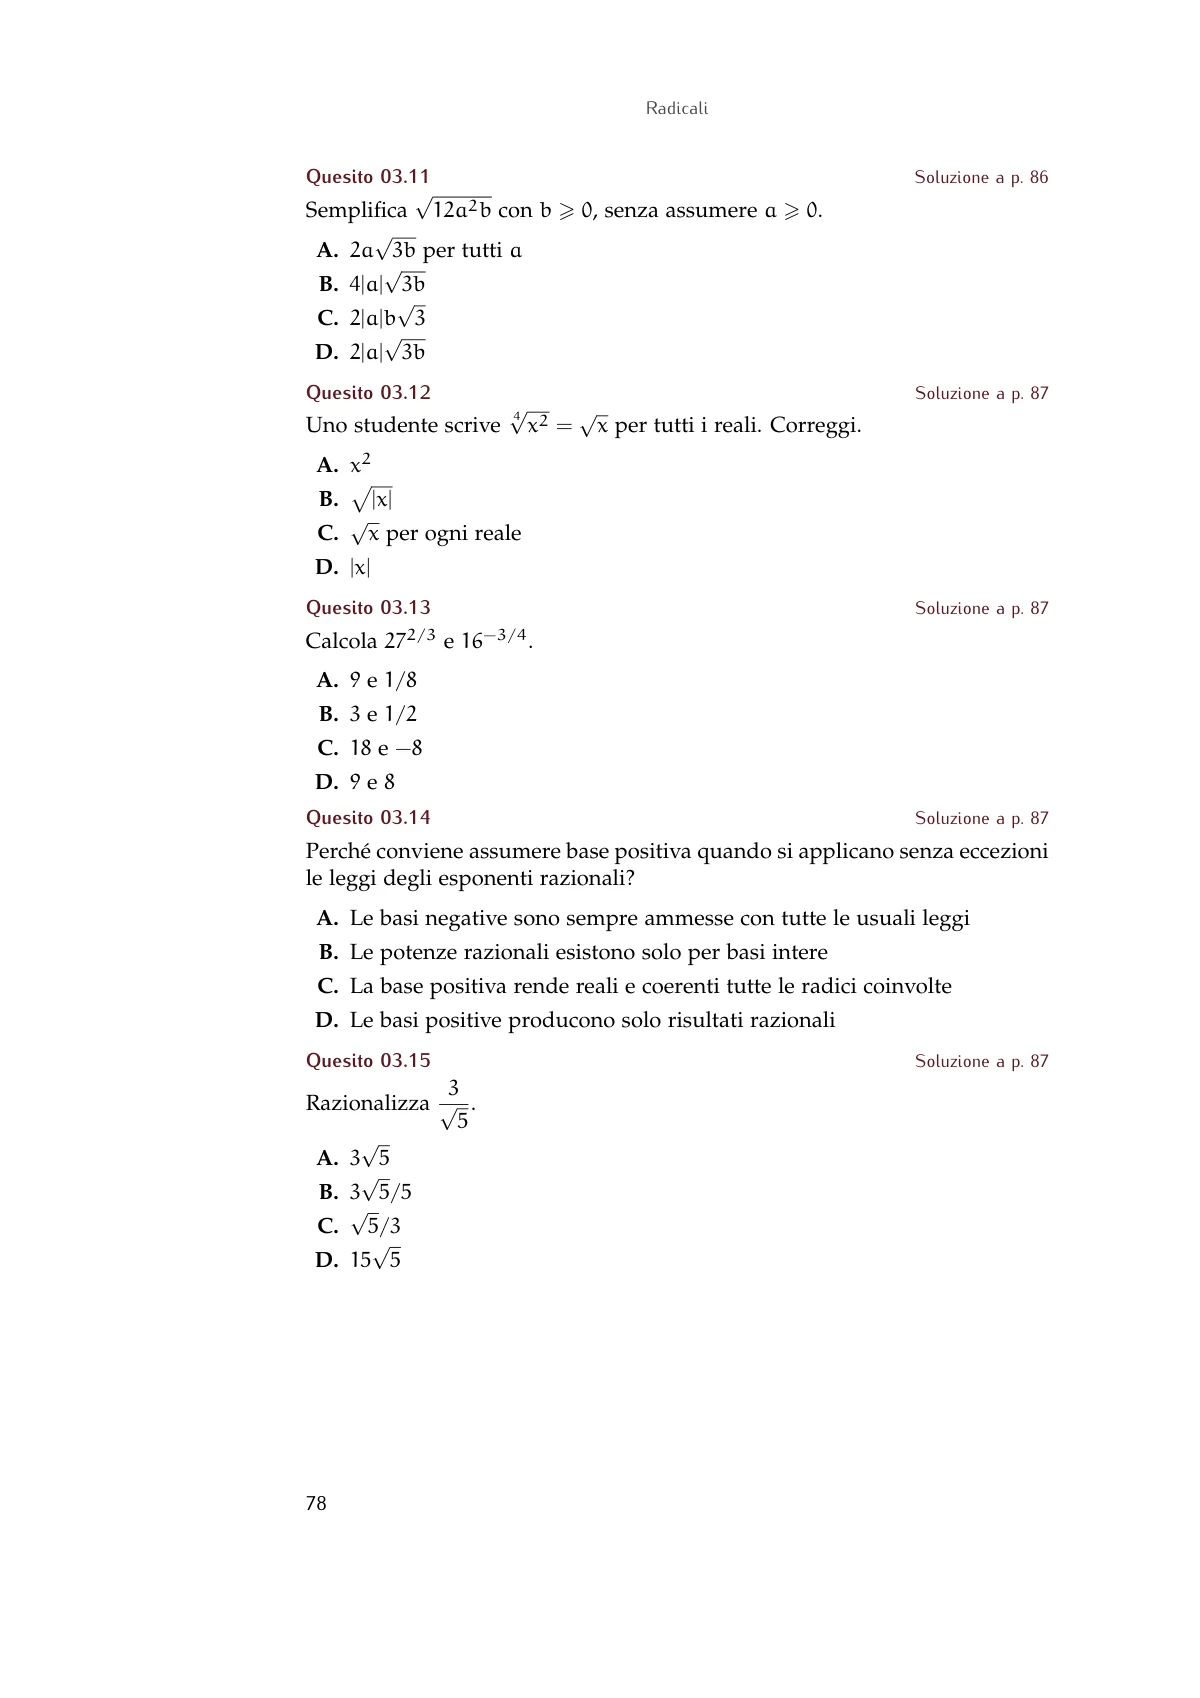 Radicali
Quesito 03.11 Soluzione a p. 86
Semplifica √(12a²b) con b ⩾ 0, senza assumere a ⩾ 0.
A. 2a√(3b) per tutti a
B. 4|a|√(3b)
C. 2|a|b√3
D. 2|a|√(3b)
Quesito 03.12 Soluzione a p. 87
Uno studente scrive ⁴√(x²) = √x per tutti i reali. Correggi.
A. x²
B. √|x|
C. √x per ogni reale
D. |x|
Quesito 03.13 Soluzione a p. 87
Calcola 27^{2/3} e 16^{−3/4}.
A. 9 e 1/8
B. 3 e 1/2
C. 18 e −8
D. 9 e 8
Quesito 03.14 Soluzione a p. 87
Perché conviene assumere base positiva quando si applicano senza eccezioni
le leggi degli esponenti razionali?
A. Le basi negative sono sempre ammesse con tutte le usuali leggi
B. Le potenze razionali esistono solo per basi intere
C. La base positiva rende reali e coerenti tutte le radici coinvolte
D. Le basi positive producono solo risultati razionali
Quesito 03.15 Soluzione a p. 87
Razionalizza 3/√5.
A. 3√5
B. 3√5/5
C. √5/3
D. 15√5
78